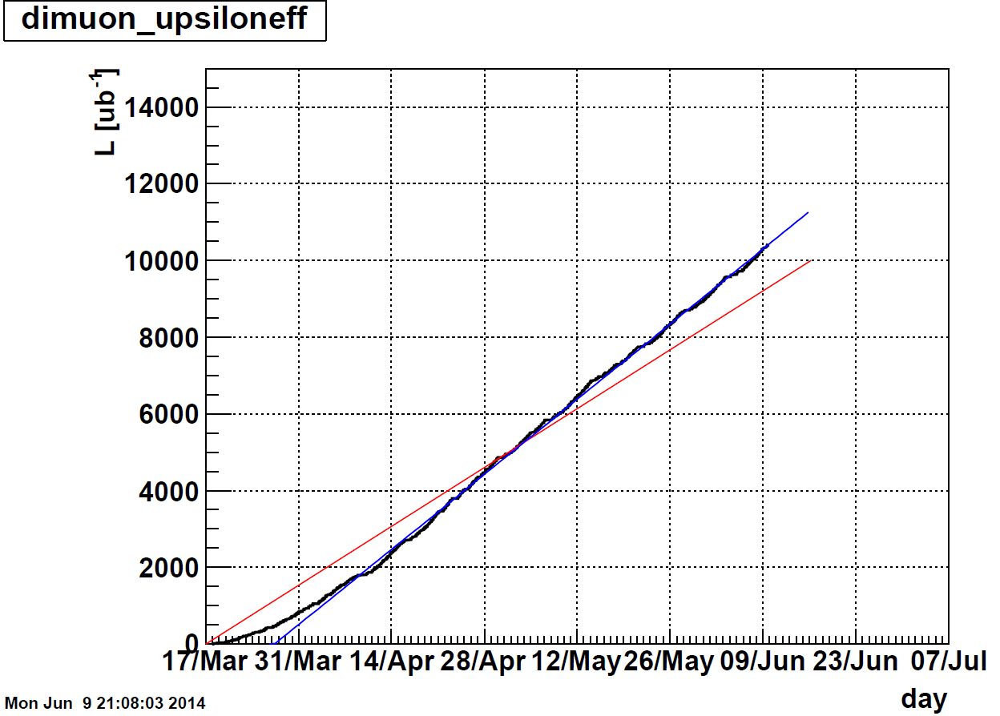 dimuon_upsiloneff
L [ub-1]
14000
12000
10000
8000
6000
4000
2000
0
17/Mar 31/Mar 14/Apr 28/Apr 12/May 26/May 09/Jun 23/Jun 07/Jul
day
Mon Jun 9 21:08:03 2014